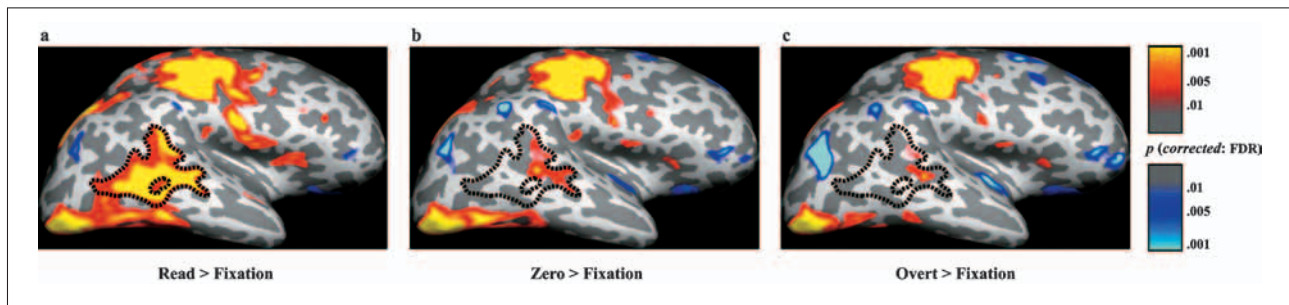 a
b
c
.001
.005
.01
p (corrected: FDR)
.01
.005
.001
Read > Fixation
Zero > Fixation
Overt > Fixation